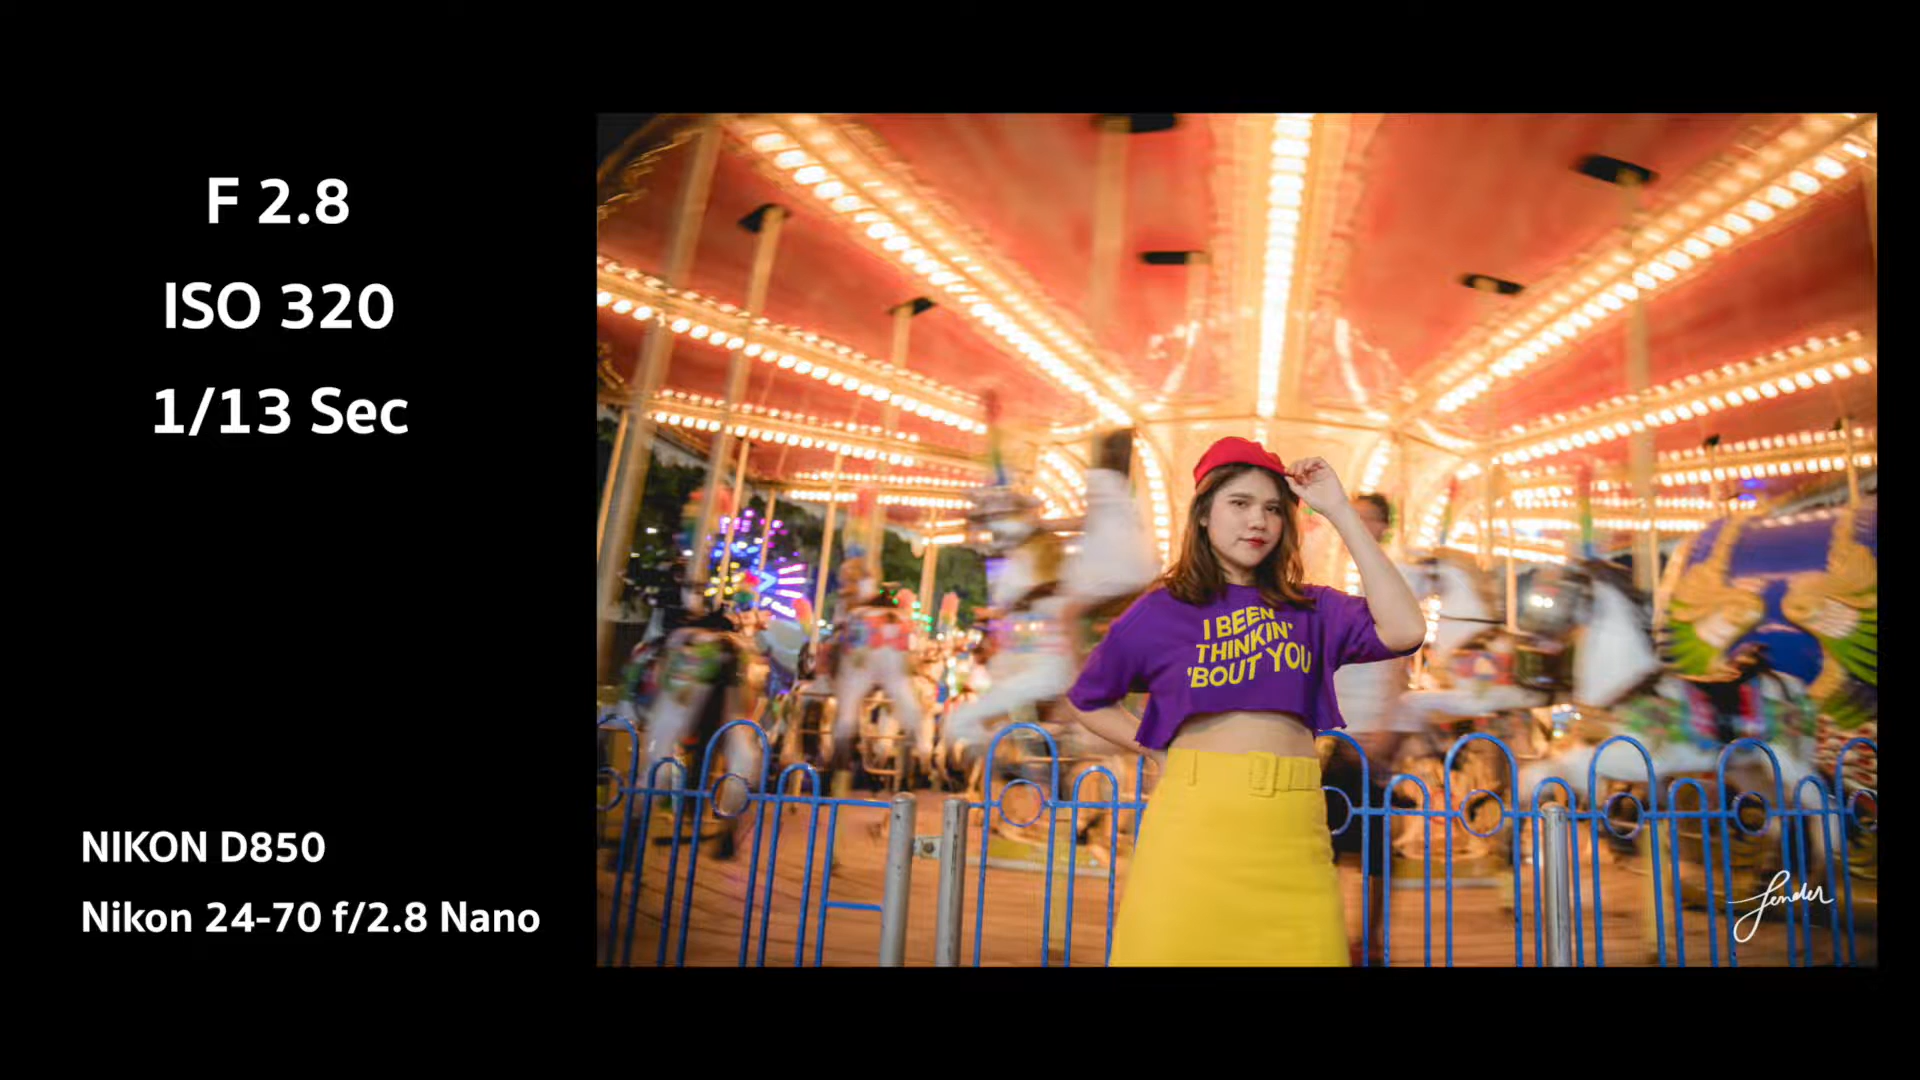 F 2.8
ISO 320
1/13 Sec
NIKON D850
Nikon 24-70 f/2.8 Nano
I BEEN
THINKIN'
'BOUT YOU
Fender